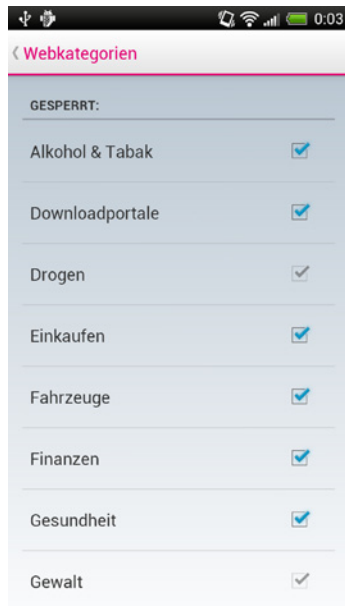 0:03
Webkategorien
GESPERRT:
Alkohol & Tabak
Downloadportale
Drogen
Einkaufen
Fahrzeuge
Finanzen
Gesundheit
Gewalt